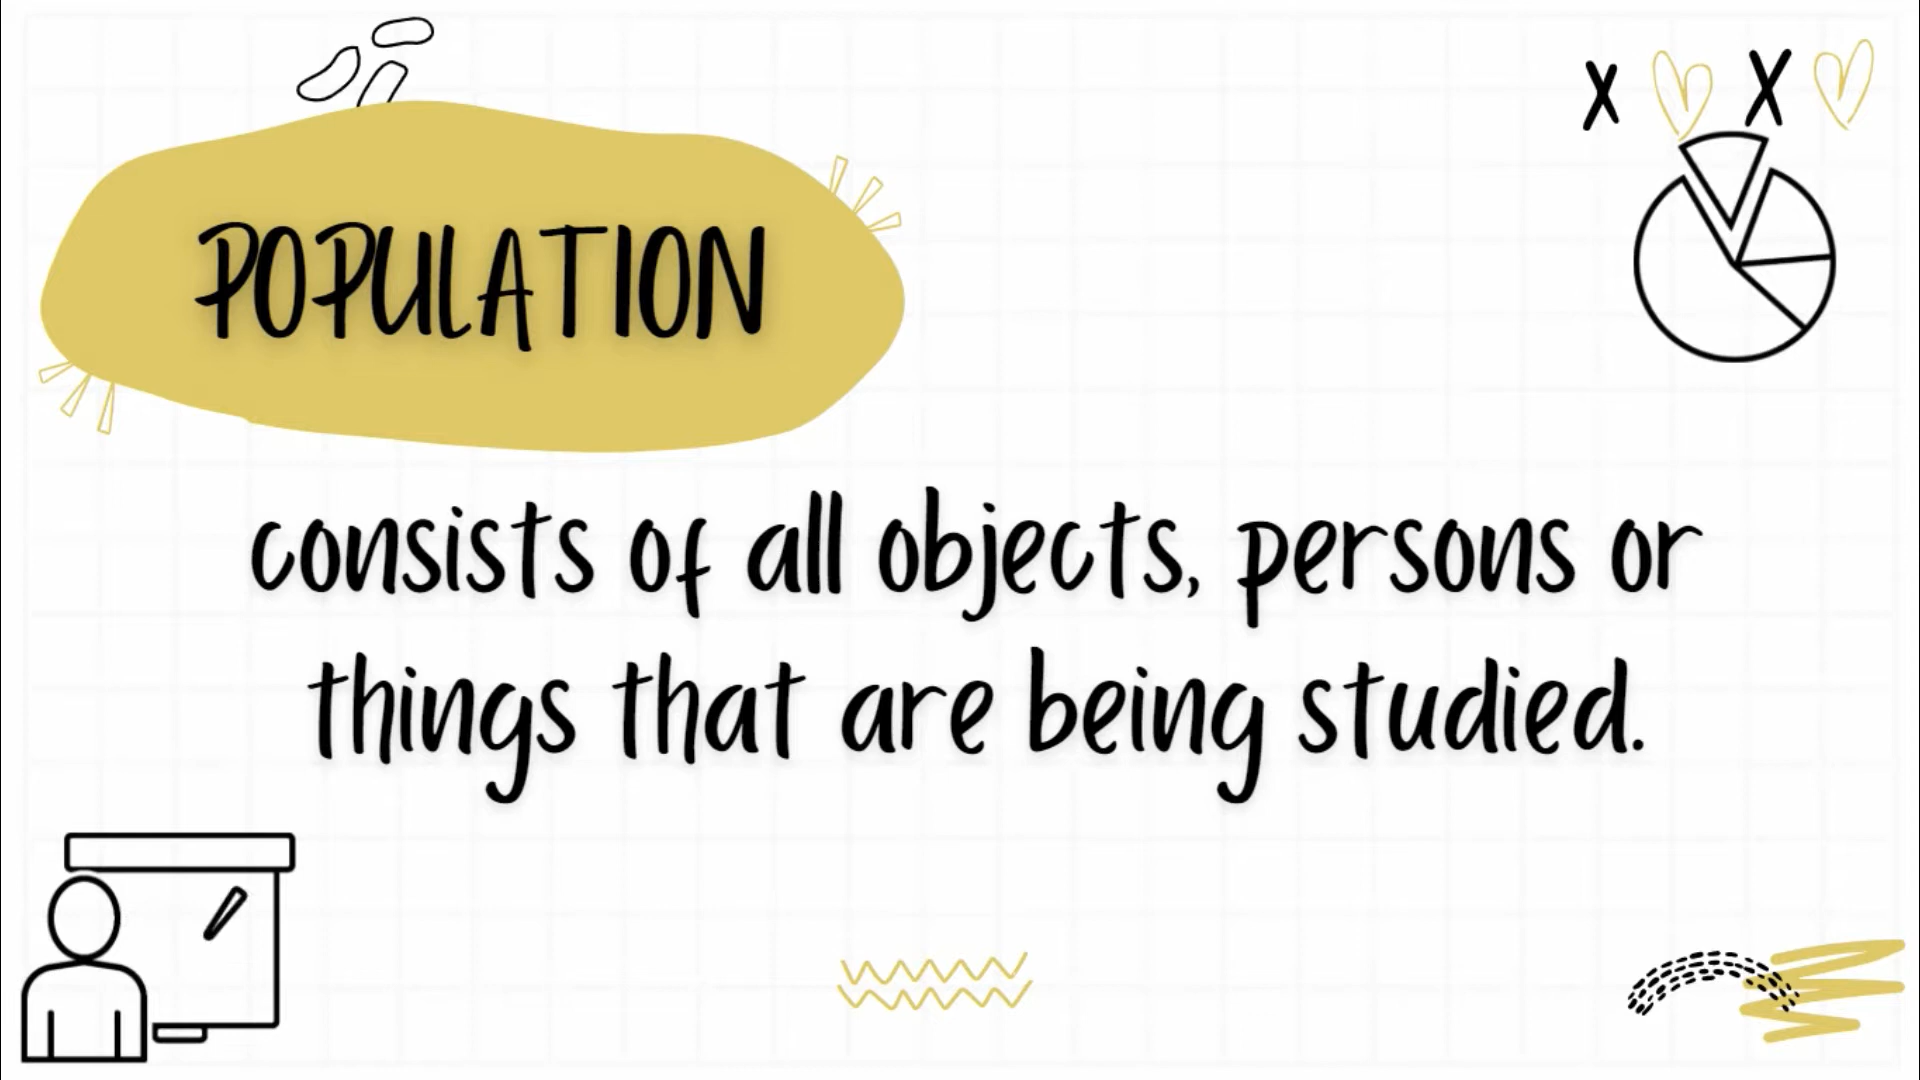 POPULATION
consists of all objects, persons or
things that are being studied.